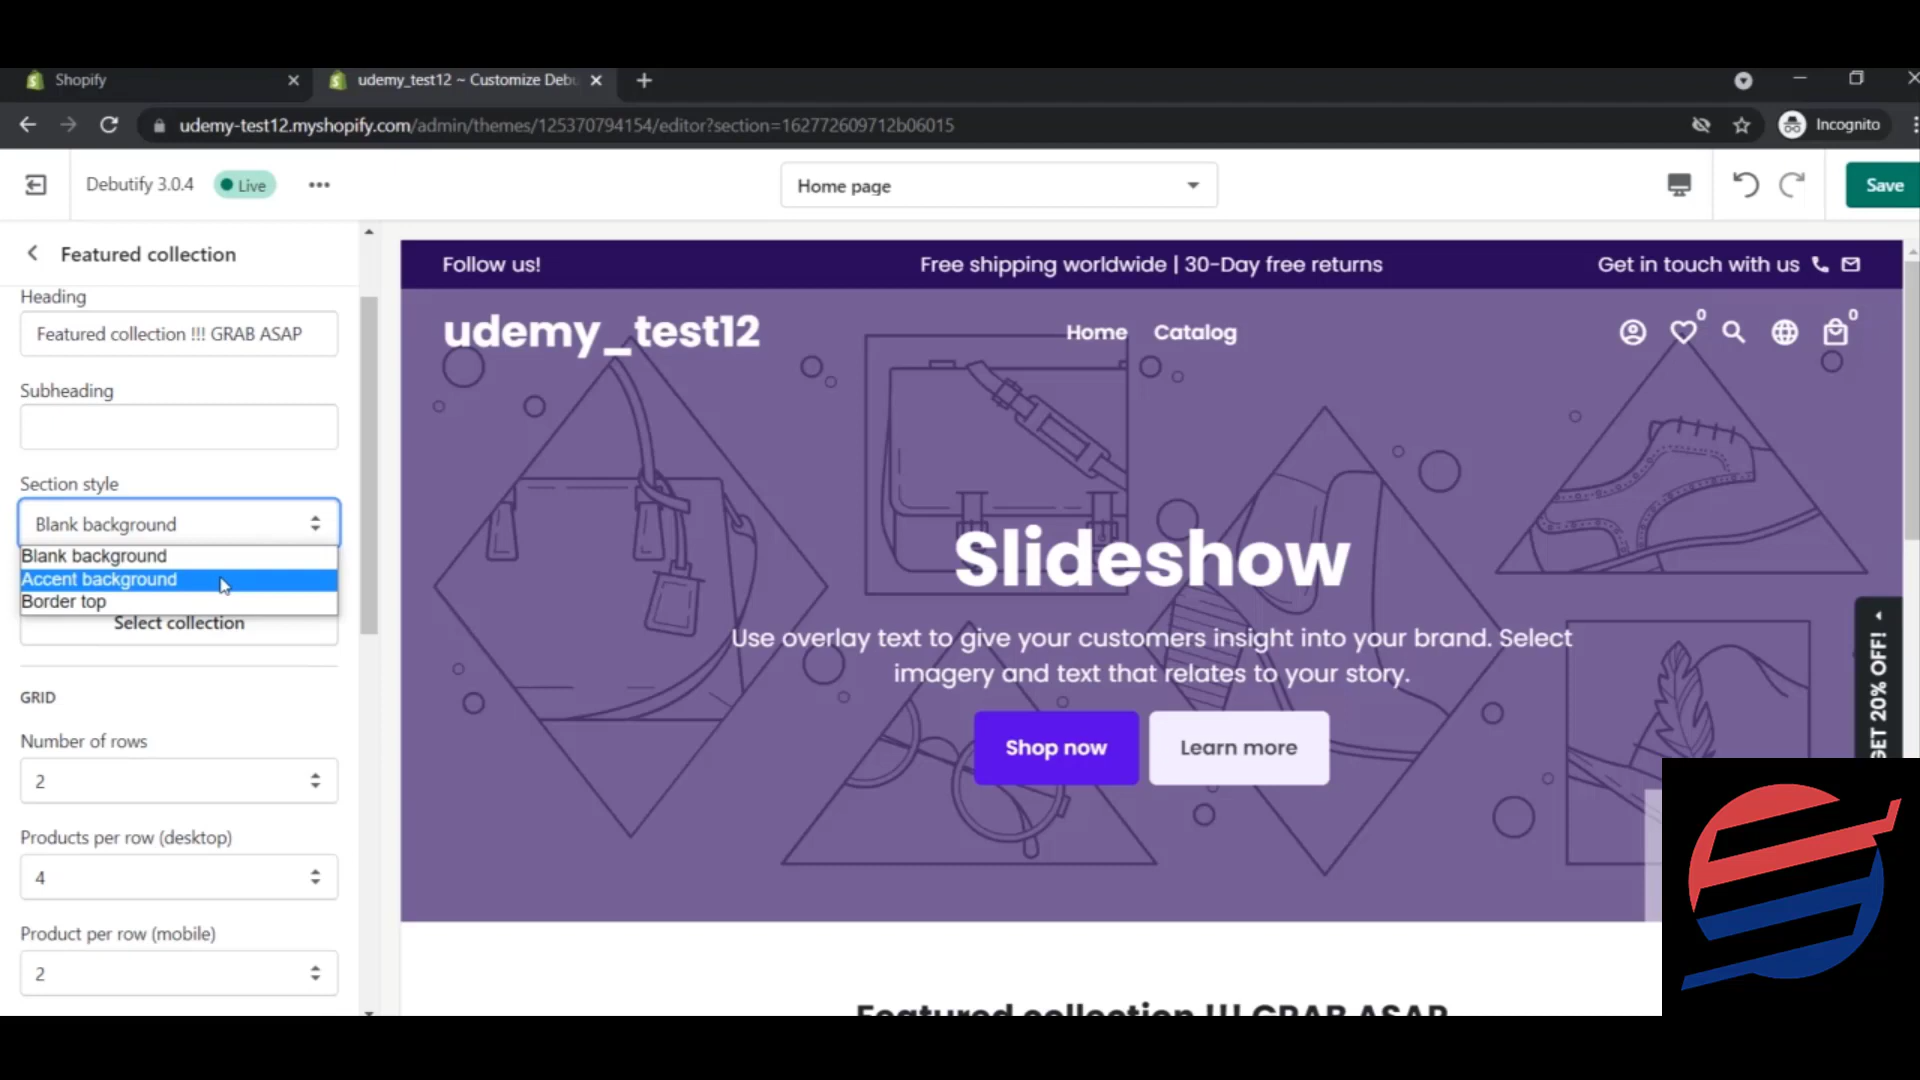 Shopify
udemy_test12 ~ Customize Deb
udemy-test12.myshopify.com/admin/themes/125370794154/editor?section=162772609712b06015
Incognito
Debutify 3.0.4
Live
Home page
Save
Featured collection
Heading
Featured collection !!! GRAB ASAP
Subheading
Section style
Blank background
Blank background
Accent background
Border top
Select collection
GRID
Number of rows
2
Products per row (desktop)
4
Product per row (mobile)
2
Follow us!
Free shipping worldwide | 30-Day free returns
Get in touch with us
udemy_test12
Home
Catalog
0
0
Slideshow
Use overlay text to give your customers insight into your brand. Select
imagery and text that relates to your story.
Shop now
Learn more
GET 20% OFF!
Featured collection !!! GRAB ASAP